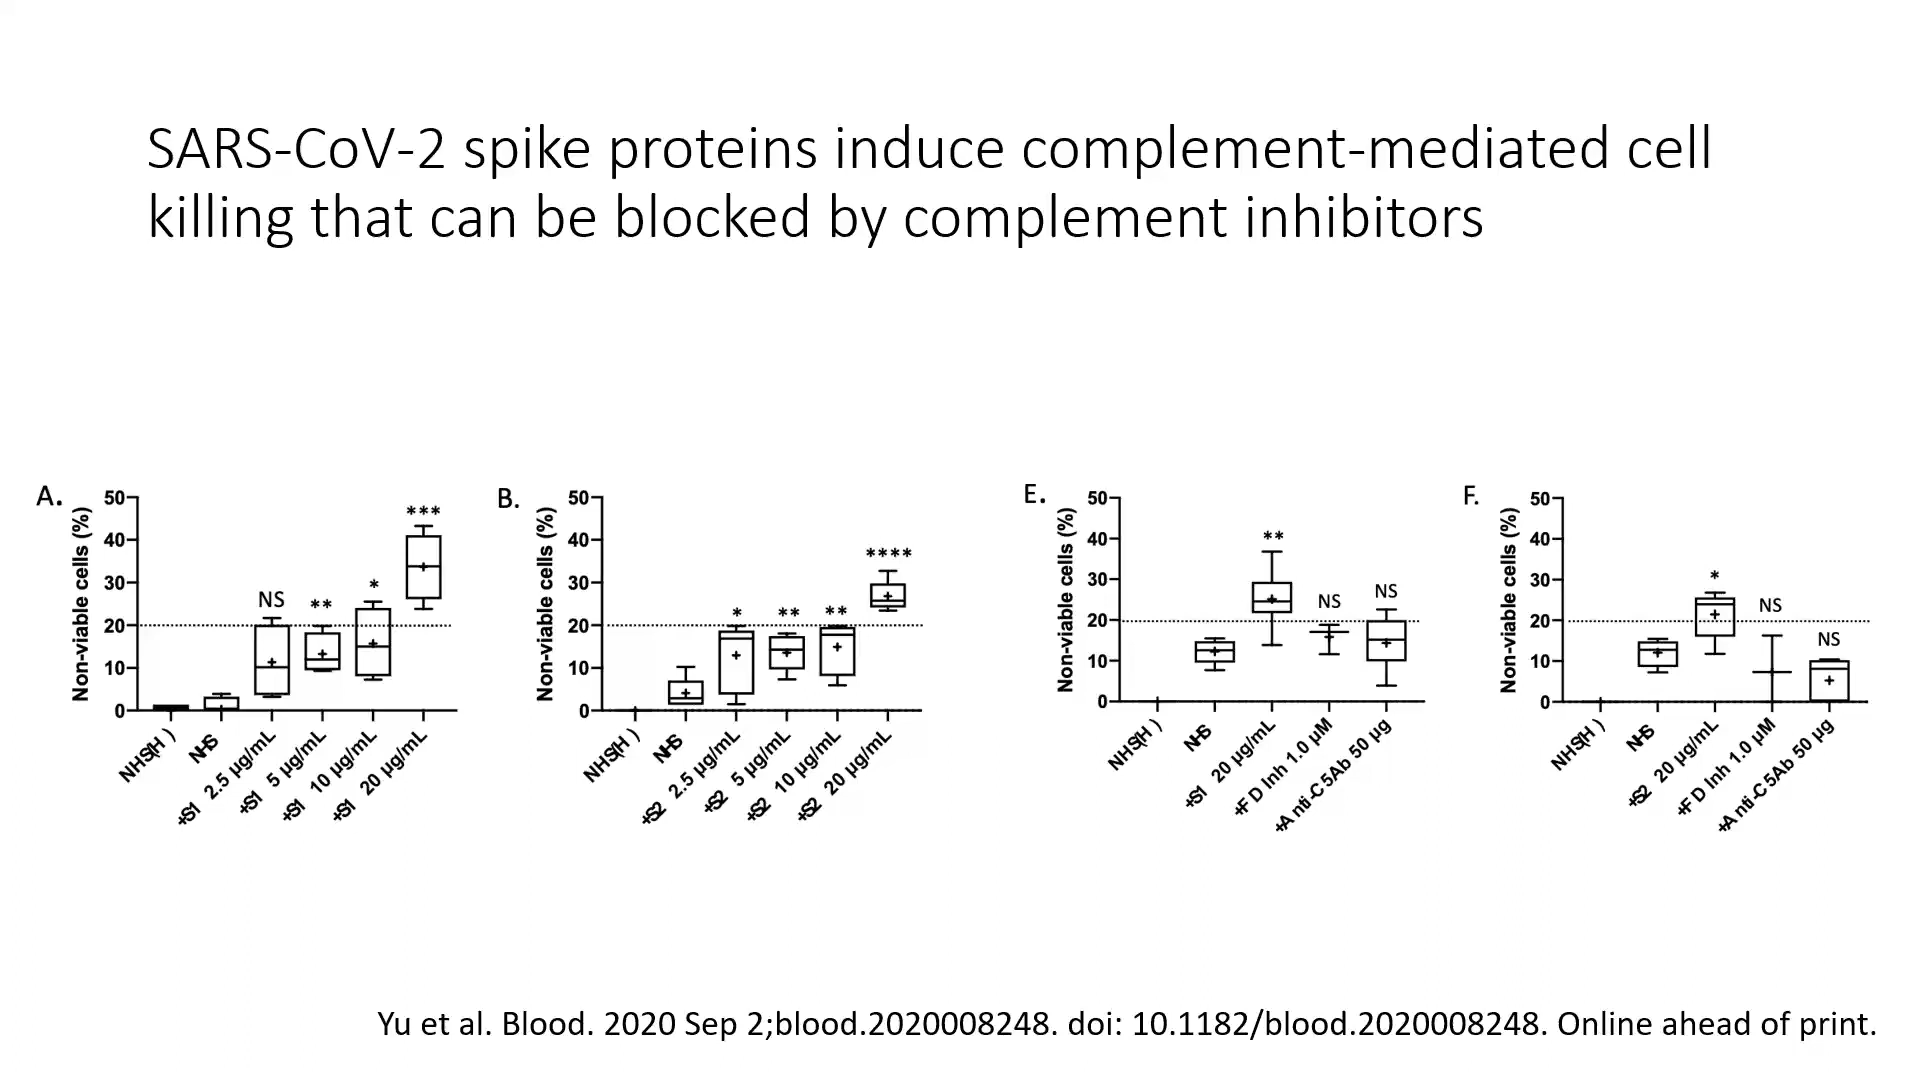 SARS-CoV-2 spike proteins induce complement-mediated cell
killing that can be blocked by complement inhibitors
A.
Non-viable cells (%)
50
40
30
20
10
0
NS
**
*
***
NHS(H)
NHS
+S1 2.5 µg/mL
+S1 5 µg/mL
+S1 10 µg/mL
+S1 20 µg/mL
B.
Non-viable cells (%)
50
40
30
20
10
0
*
**
**
****
NHS(H)
NHS
+S2 2.5 µg/mL
+S2 5 µg/mL
+S2 10 µg/mL
+S2 20 µg/mL
E.
Non-viable cells (%)
50
40
30
20
10
0
**
NS
NS
NHS(H)
NHS
+S1 20 µg/mL
+F D Inh 1.0 µM
+A nti-C5Ab 50 µg
F.
Non-viable cells (%)
50
40
30
20
10
0
*
NS
NS
NHS(H)
NHS
+S2 20 µg/mL
+F D Inh 1.0 µM
+A nti-C5Ab 50 µg
Yu et al. Blood. 2020 Sep 2;blood.2020008248. doi: 10.1182/blood.2020008248. Online ahead of print.